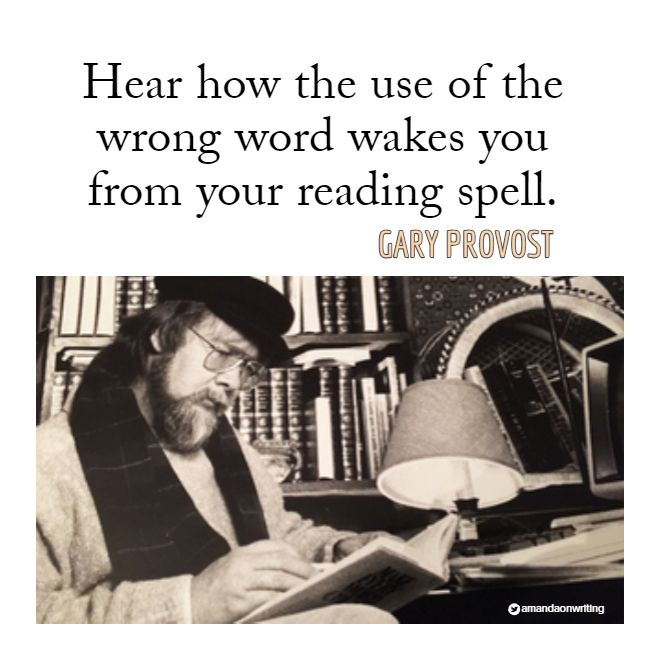 Hear how the use of the
wrong word wakes you
from your reading spell.
GARY PROVOST
amandaonwriting